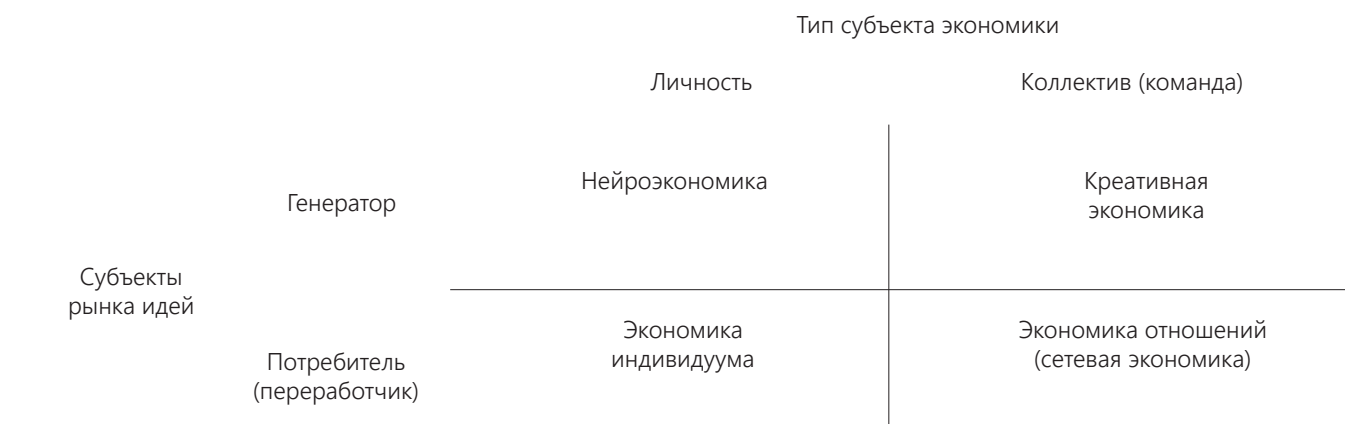 Тип субъекта экономики
Личность
Коллектив (команда)
Нейроэкономика
Креативная
экономика
Генератор
Субъекты
рынка идей
Экономика
индивидуума
Экономика отношений
(сетевая экономика)
Потребитель
(переработчик)